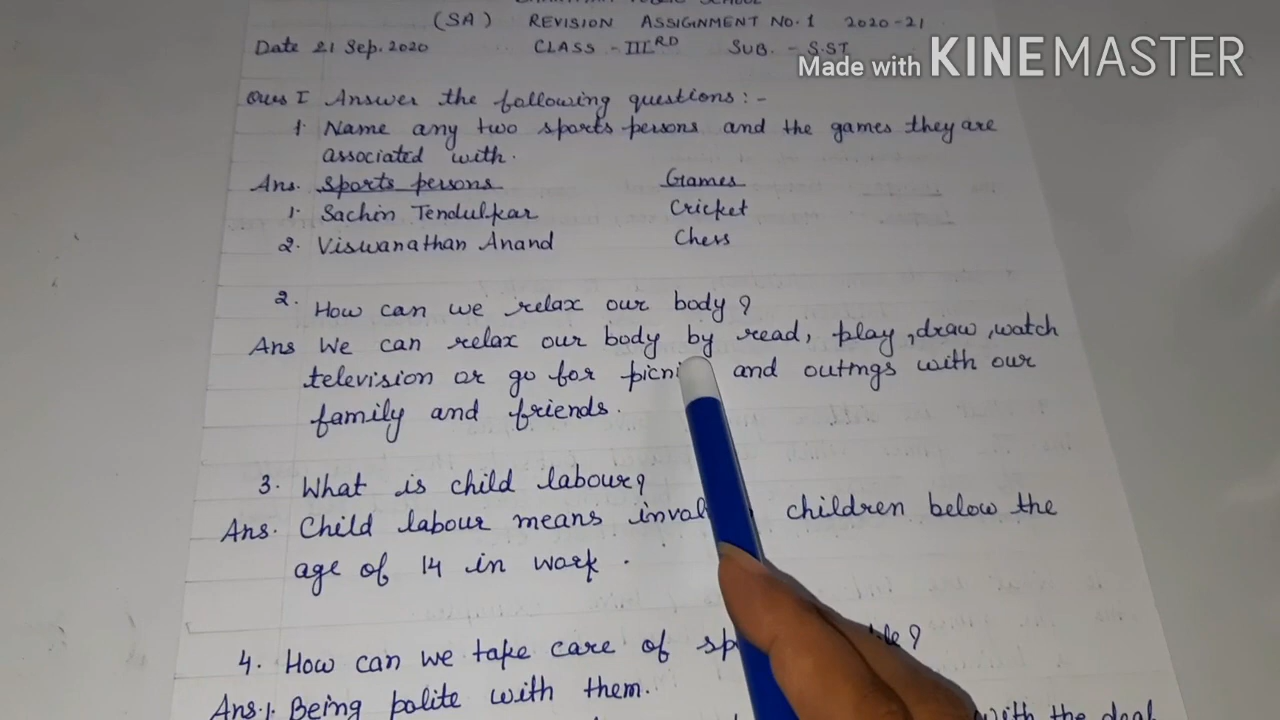 (SA) REVISION ASSIGNMENT NO.1 2020-21
Date 21 Sep. 2020 CLASS - III RD SUB. - S.ST
Made with KINEMASTER
Ques I Answer the following questions :-
1. Name any two sports persons and the games they are
associated with.
Ans. Sports persons Games
1. Sachin Tendulkar Cricket
2. Viswanathan Anand Chess
2. How can we relax our body?
Ans We can relax our body by read, play, draw, watch
television or go for and outings with our
family and friends.
3. What is child labour?
Ans. Child labour means children below the
age of 14 in work.
4. How can we take care of
Ans. 1. Being polite with them.
with the deaf